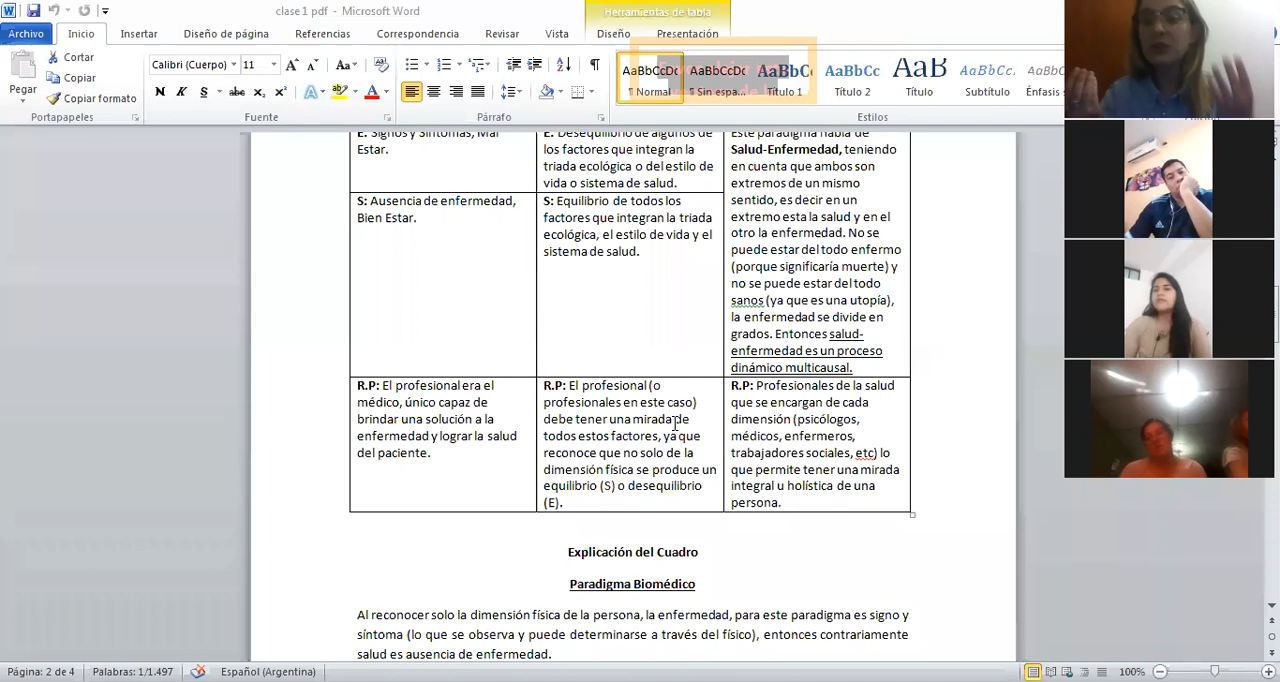 clase 1 pdf - Microsoft Word
Herramientas de tabla
Archivo Inicio Insertar Diseño de página Referencias Correspondencia Revisar Vista Diseño Presentación
Cortar
Copiar
Copiar formato
Pegar
Portapapeles
Calibri (Cuerpo) 11
N K S abc x₂ x²
Fuente
Párrafo
AaBbCcDc
¶ Normal
AaBbCcDc
¶ Sin espa...
AaBbC
Título 1
AaBbCc
Título 2
AaB
Título
AaBbCc.
Subtítulo
Énfasis
Estilos
E: Signos y Síntomas, Mal
Estar.
E: Desequilibrio de algunos de
los factores que integran la
triada ecológica o del estilo de
vida o sistema de salud.
S: Ausencia de enfermedad,
Bien Estar.
S: Equilibrio de todos los
factores que integran la triada
ecológica, el estilo de vida y el
sistema de salud.
Este paradigma habla de
Salud-Enfermedad, teniendo
en cuenta que ambos son
extremos de un mismo
sentido, es decir en un
extremo esta la salud y en el
otro la enfermedad. No se
puede estar del todo enfermo
(porque significaría muerte) y
no se puede estar del todo
sanos (ya que es una utopía),
la enfermedad se divide en
grados. Entonces salud-
enfermedad es un proceso
dinámico multicausal.
R.P: El profesional era el
médico, único capaz de
brindar una solución a la
enfermedad y lograr la salud
del paciente.
R.P: El profesional (o
profesionales en este caso)
debe tener una mirada de
todos estos factores, ya que
reconoce que no solo de la
dimensión física se produce un
equilibrio (S) o desequilibrio
(E).
R.P: Profesionales de la salud
que se encargan de cada
dimensión (psicólogos,
médicos, enfermeros,
trabajadores sociales, etc) lo
que permite tener una mirada
integral u holística de una
persona.
Explicación del Cuadro
Paradigma Biomédico
Al reconocer solo la dimensión física de la persona, la enfermedad, para este paradigma es signo y
síntoma (lo que se observa y puede determinarse a través del físico), entonces contrariamente
salud es ausencia de enfermedad.
Página: 2 de 4 Palabras: 1/1.497 Español (Argentina) 100%